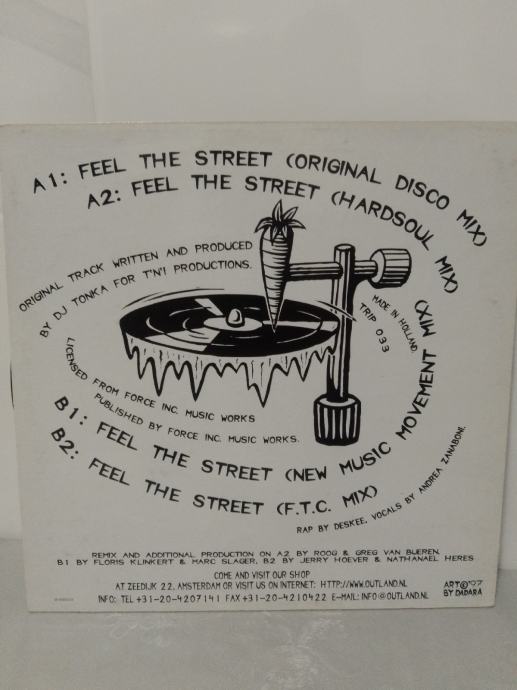 A1: FEEL THE STREET (ORIGINAL DISCO MIX)
A2: FEEL THE STREET (HARDSOUL MIX)
ORIGINAL TRACK WRITTEN AND PRODUCED
BY DJ TONKA FOR T'N'I PRODUCTIONS.
MADE IN HOLLAND.
TRIP 033
LICENSED FROM FORCE INC. MUSIC WORKS
PUBLISHED BY FORCE INC. MUSIC WORKS.
B1: FEEL THE STREET (NEW MUSIC MOVEMENT MIX)
B2: FEEL THE STREET (F.T.C. MIX)
RAP BY DESKEE. VOCALS BY ANDREA ZANABONI.
REMIX AND ADDITIONAL PRODUCTION ON A2 BY ROOG & GREG VAN BUEREN,
B1 BY FLORIS KLINKERT & MARC SLAGER, B2 BY JERRY HOEVER & NATHANAEL HERES
COME AND VISIT OUR SHOP
AT ZEEDIJK 22, AMSTERDAM OR VISIT US ON INTERNET: HTTP://WWW.OUTLAND.NL
INFO: TEL +31-20-4207141 FAX +31-20-4210422 E-MAIL: INFO@OUTLAND.NL
ART©'97
BY DADARA